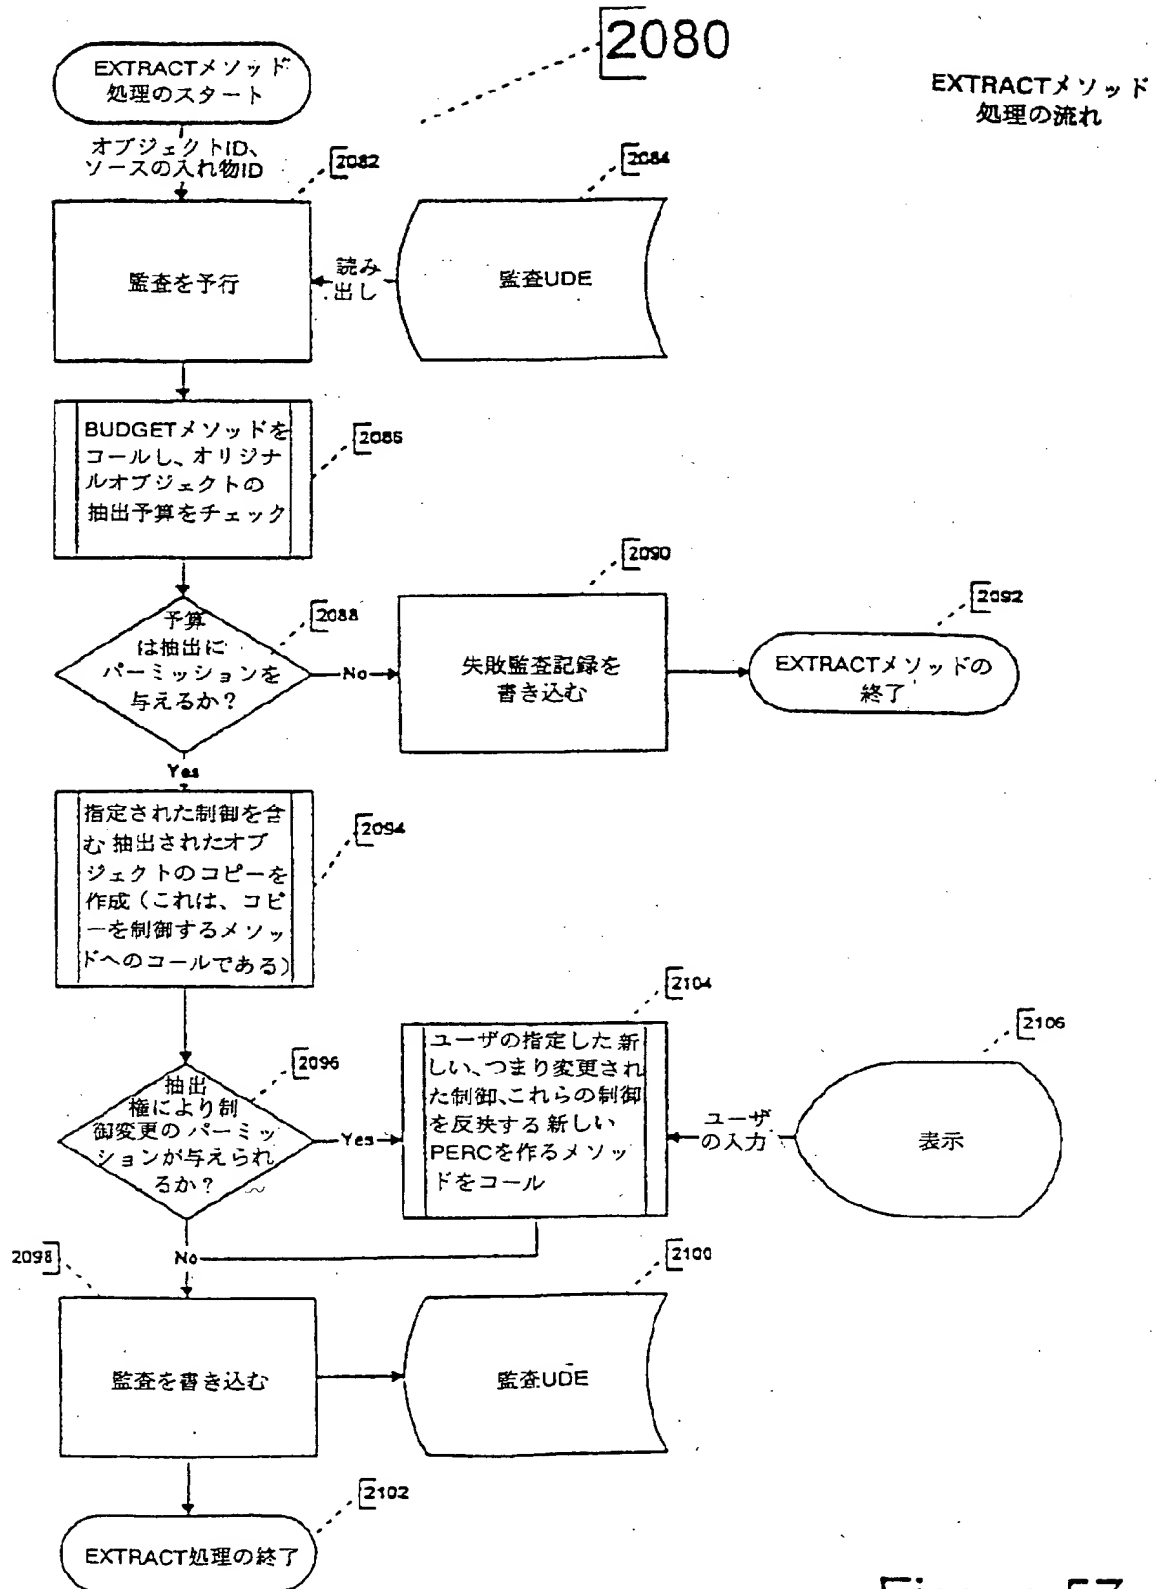 2080
EXTRACTメソッド
処理のスタート
EXTRACTメソッド
処理の流れ
オブジェクトID、
ソースの入れ物ID
2082
2084
監査を予行
読み
出し
監査UDE
BUDGETメソッドを
コールし、オリジナ
ルオブジェクトの
抽出予算をチェック
2086
2090
予算
は抽出に
パーミッションを
与えるか？
2088
No
失敗監査記録を
書き込む
2092
EXTRACTメソッドの
終了
Yes
指定された制御を含
む 抽出されたオブ
ジェクトのコピーを
作成（これは、コピ
ーを制御するメソッ
ドへのコールである）
2094
2104
2106
抽出
権により制
御変更の パーミッ
ションが与えられ
るか？
2096
Yes
ユーザの指定した 新
しい、つまり変更され
た制御、これらの制御
を反映する 新しい
PERCを作るメソッ
ドをコール
ユーザ
の入力
表示
No
2098
2100
監査を書き込む
監査UDE
2102
EXTRACT処理の終了